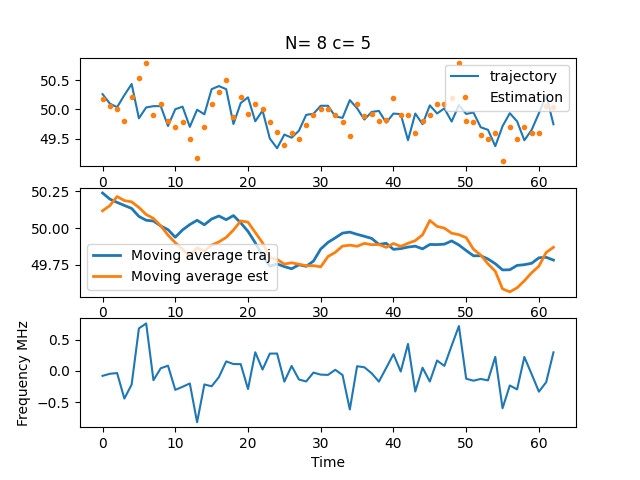 N= 8 c= 5
50.5
50.0
49.5
trajectory
Estimation
0 10 20 30 40 50 60
50.25
50.00
49.75
Moving average traj
Moving average est
0 10 20 30 40 50 60
Frequency MHz
0.5
0.0
−0.5
0 10 20 30 40 50 60
Time